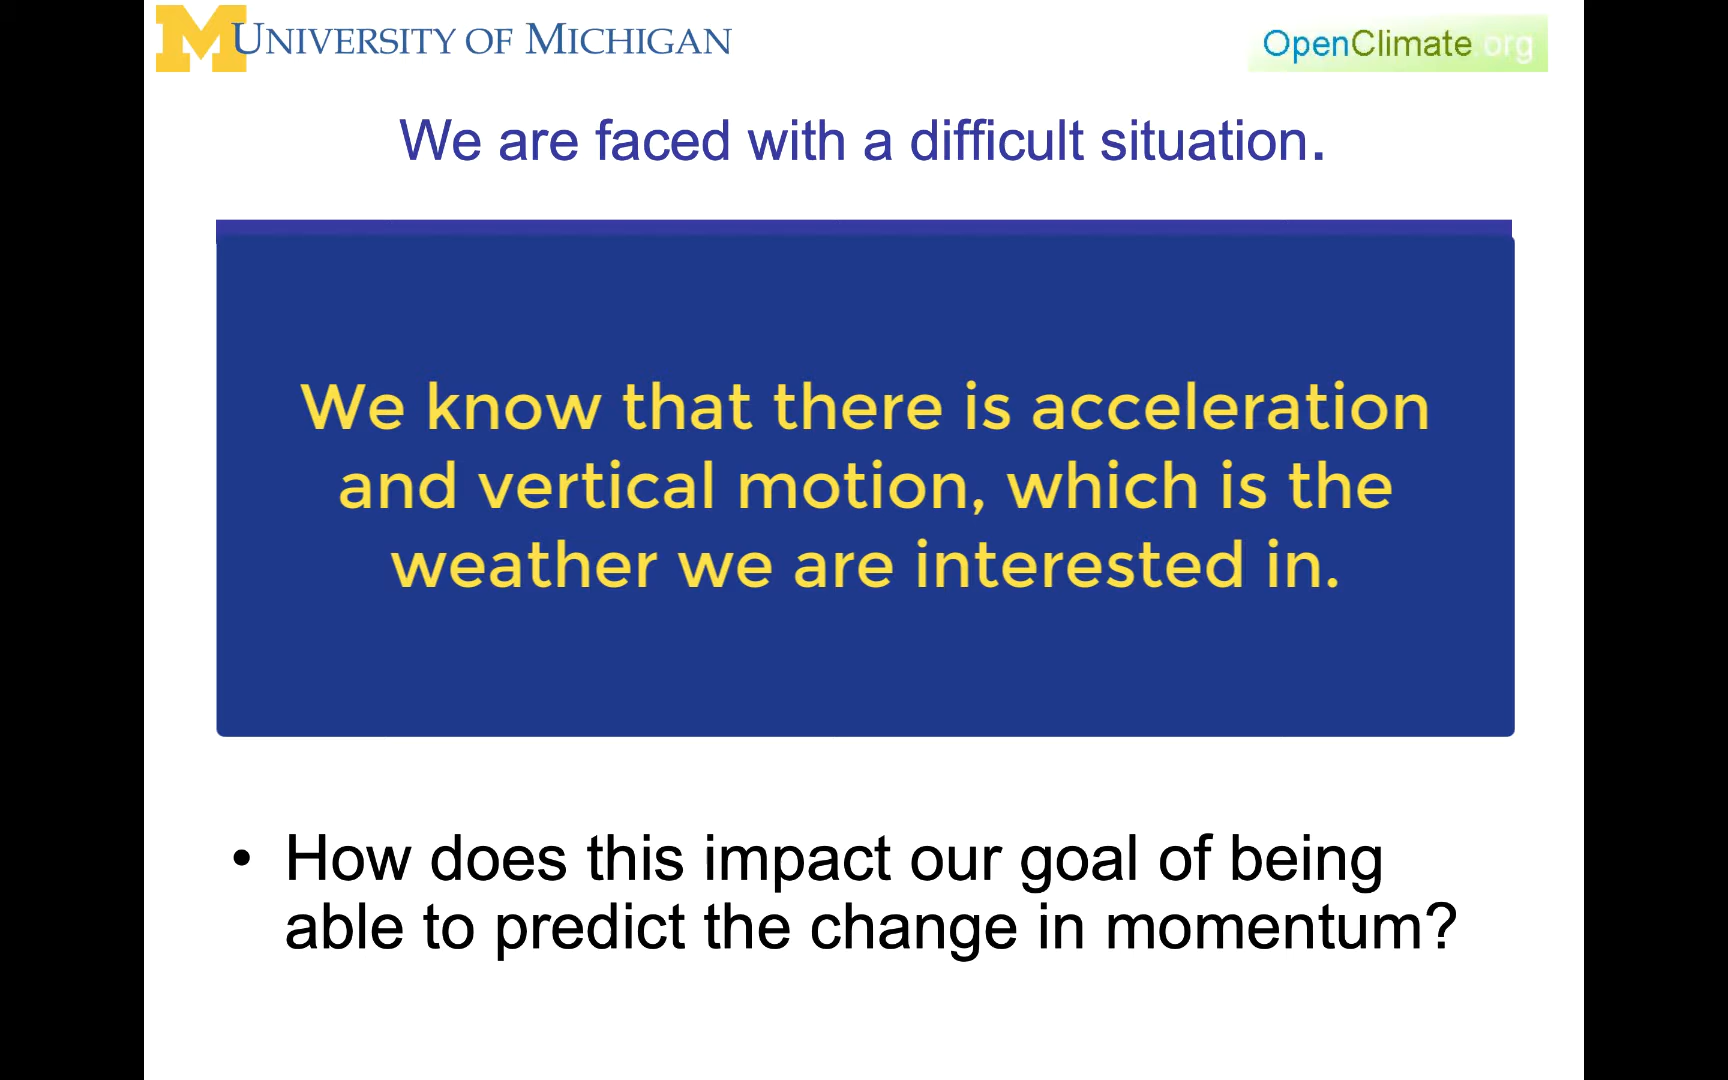 M UNIVERSITY OF MICHIGAN
OpenClimate.org
We are faced with a difficult situation.
We know that there is acceleration
and vertical motion, which is the
weather we are interested in.
• How does this impact our goal of being
able to predict the change in momentum?